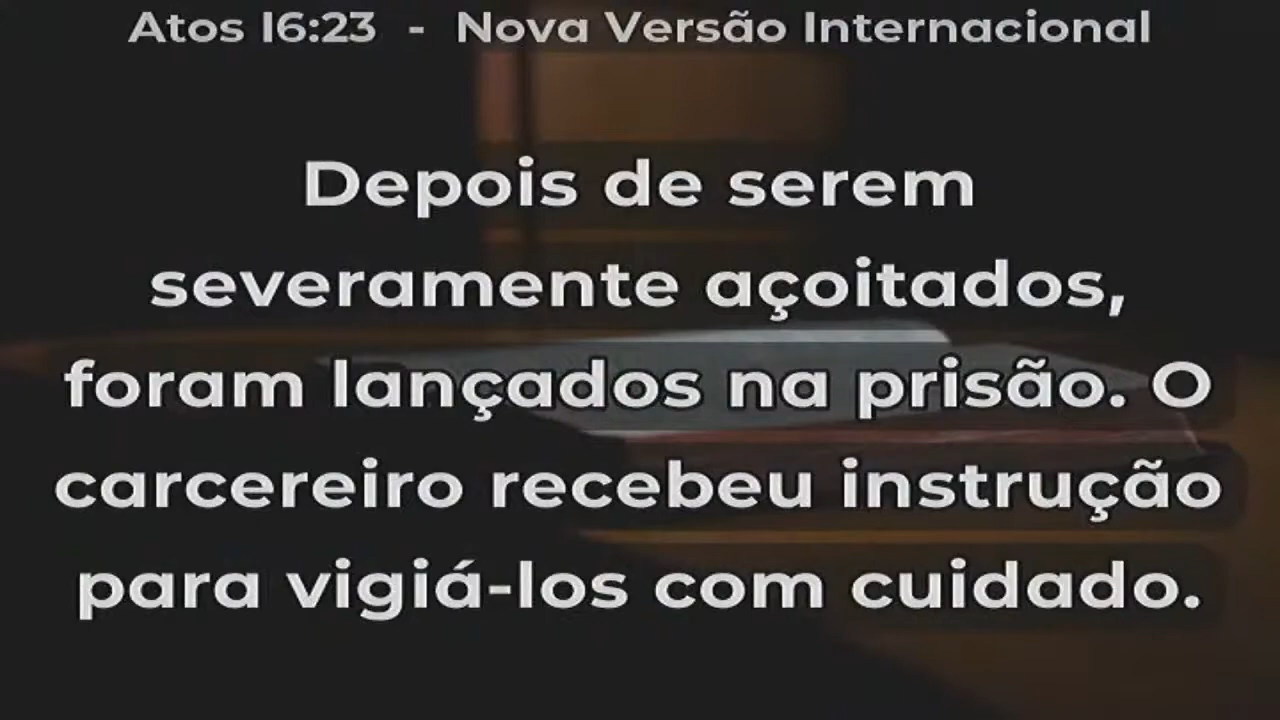 Atos 16:23 - Nova Versão Internacional
Depois de serem
severamente açoitados,
foram lançados na prisão. O
carcereiro recebeu instrução
para vigiá-los com cuidado.